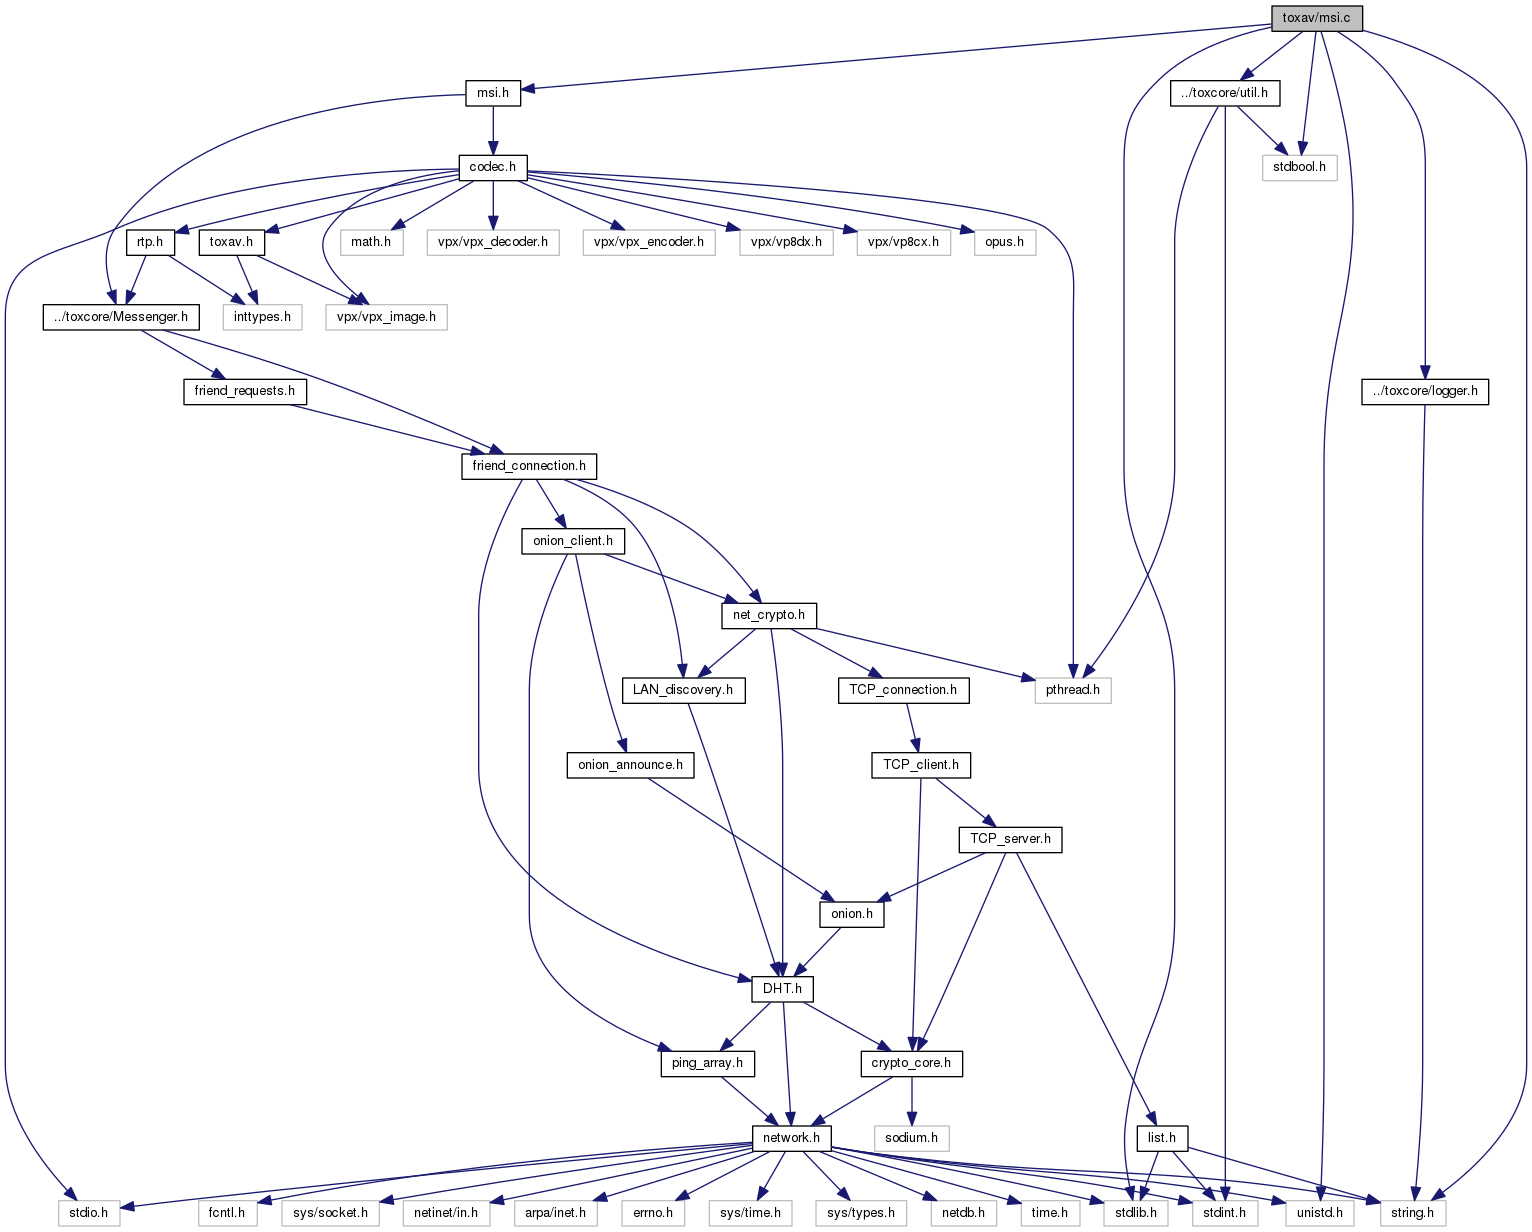 toxav/msi.c
msi.h
../toxcore/util.h
codec.h
stdbool.h
rtp.h
toxav.h
math.h
vpx/vpx_decoder.h
vpx/vpx_encoder.h
vpx/vp8dx.h
vpx/vp8cx.h
opus.h
../toxcore/Messenger.h
inttypes.h
vpx/vpx_image.h
friend_requests.h
../toxcore/logger.h
friend_connection.h
onion_client.h
net_crypto.h
LAN_discovery.h
TCP_connection.h
pthread.h
onion_announce.h
TCP_client.h
TCP_server.h
onion.h
DHT.h
ping_array.h
crypto_core.h
network.h
sodium.h
list.h
stdio.h
fcntl.h
sys/socket.h
netinet/in.h
arpa/inet.h
errno.h
sys/time.h
sys/types.h
netdb.h
time.h
stdlib.h
stdint.h
unistd.h
string.h